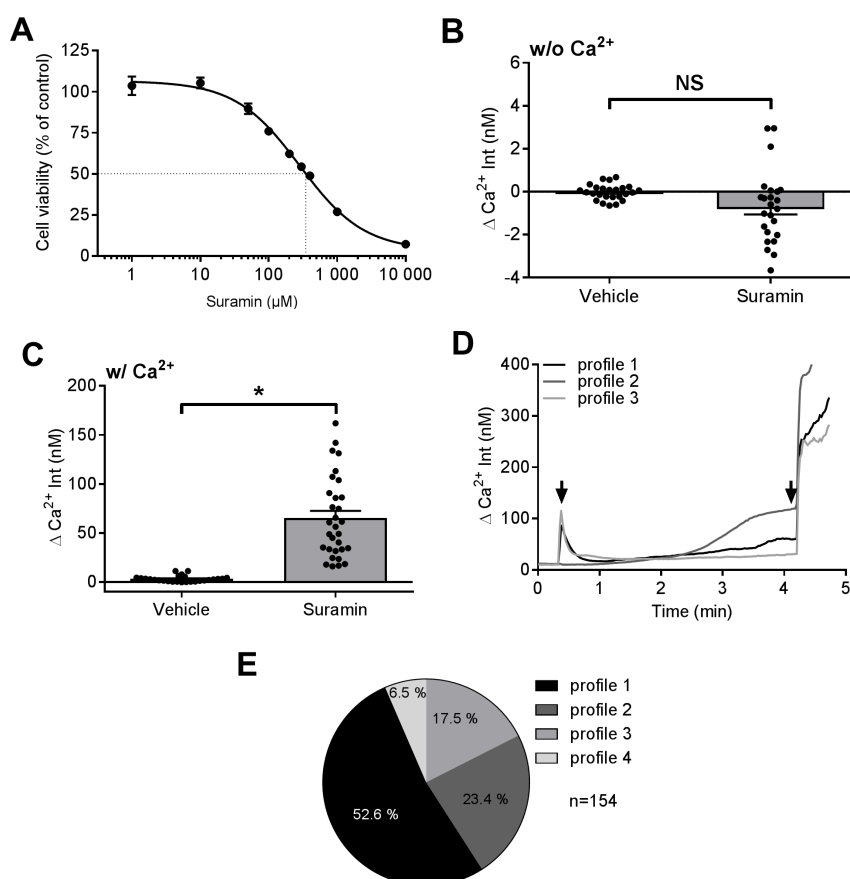 A
Cell viability (% of control)
125
100
75
50
25
0
1
10
100
1 000
10 000
Suramin (µM)
B
w/o Ca²⁺
Δ Ca²⁺ Int (nM)
6
4
2
0
-2
-4
NS
Vehicle
Suramin
C
w/ Ca²⁺
Δ Ca²⁺ Int (nM)
200
150
100
50
0
*
Vehicle
Suramin
D
Δ Ca²⁺ Int (nM)
400
300
200
100
0
profile 1
profile 2
profile 3
0
1
2
3
4
5
Time (min)
E
6.5 %
17.5 %
23.4 %
52.6 %
profile 1
profile 2
profile 3
profile 4
n=154